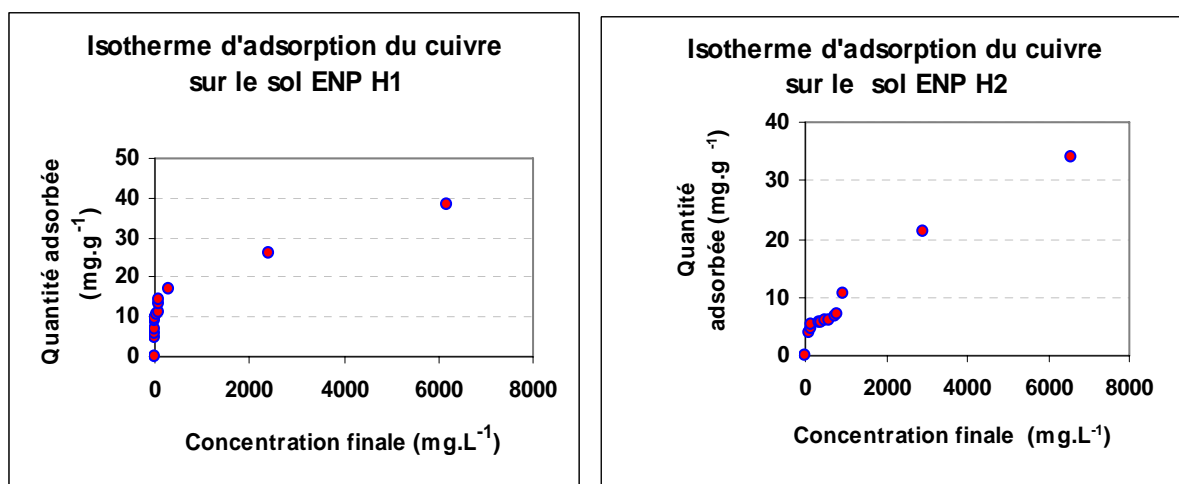 Isotherme d'adsorption du cuivre
sur le sol ENP H1
Quantité adsorbée
(mg.g⁻¹)
50
40
30
20
10
0
0 2000 4000 6000 8000
Concentration finale (mg.L⁻¹)
Isotherme d'adsorption du cuivre
sur le sol ENP H2
Quantité
adsorbée (mg.g⁻¹)
40
30
20
10
0
0 2000 4000 6000 8000
Concentration finale (mg.L⁻¹)